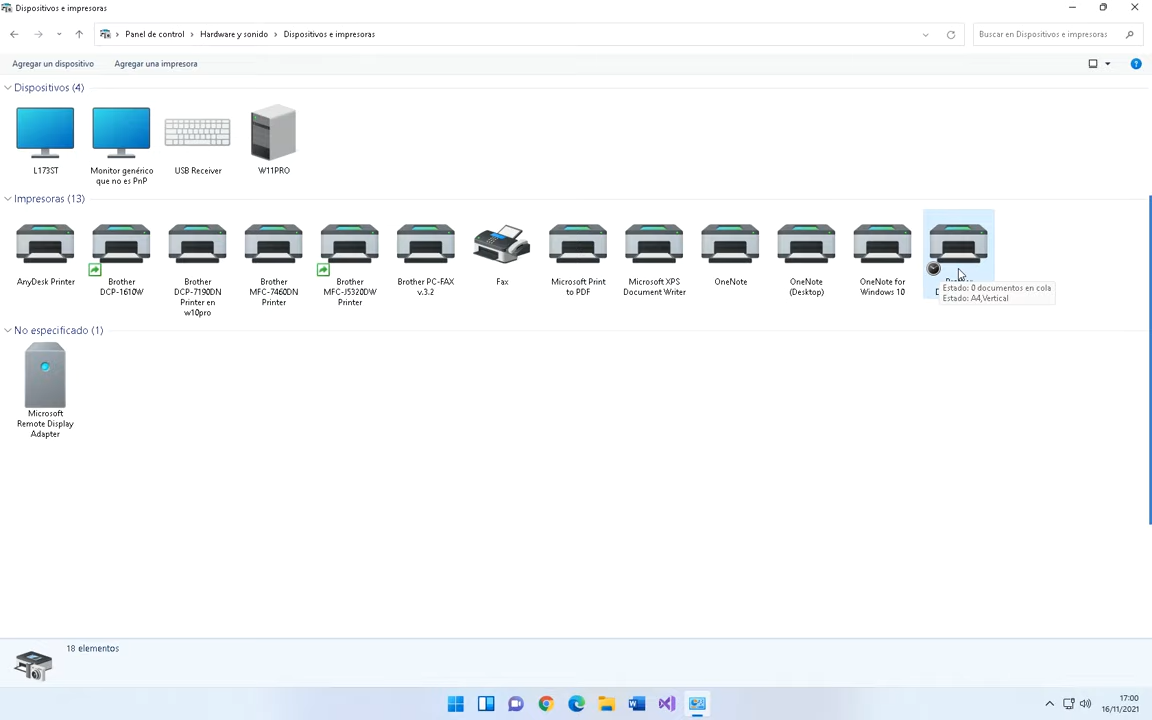 Dispositivos e impresoras
Panel de control › Hardware y sonido › Dispositivos e impresoras
Buscar en Dispositivos e impresoras
Agregar un dispositivo
Agregar una impresora
Dispositivos (4)
L173ST
Monitor genérico
que no es PnP
USB Receiver
W11PRO
Impresoras (13)
AnyDesk Printer
Brother
DCP-1610W
Brother
DCP-7190DN
Printer en
w10pro
Brother
MFC-7460DN
Printer
Brother
MFC-J5320DW
Printer
Brother PC-FAX
v.3.2
Fax
Microsoft Print
to PDF
Microsoft XPS
Document Writer
OneNote
OneNote
(Desktop)
OneNote for
Windows 10
Estado: 0 documentos en cola
Estado: A4,Vertical
No especificado (1)
Microsoft
Remote Display
Adapter
18 elementos
17:00
16/11/2021